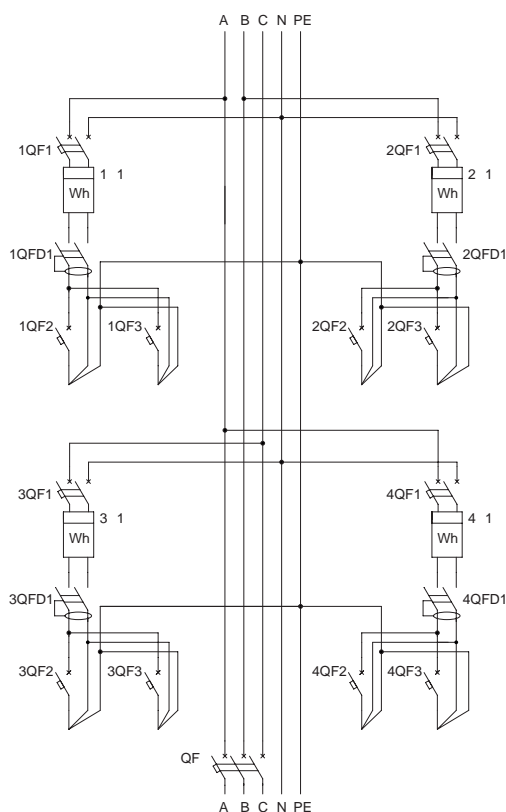 A B C N PE
1QF1 2QF1
1 1 2 1
Wh Wh
1QFD1 2QFD1
1QF2 1QF3 2QF2 2QF3
3QF1 4QF1
3 1 4 1
Wh Wh
3QFD1 4QFD1
3QF2 3QF3 4QF2 4QF3
QF
A B C N PE